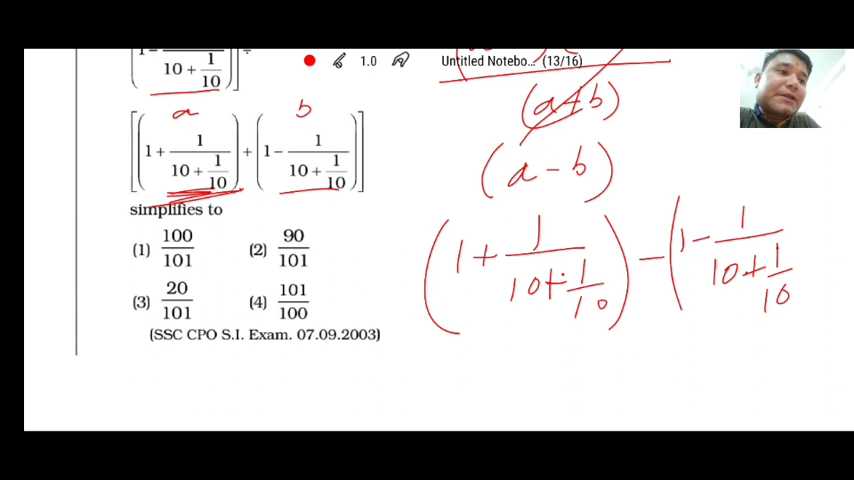 (1 - 1/(10 + 1/10))] ÷
1.0 Untitled Notebo... (13/16)
(a + b)
a b
[(1 + 1/(10 + 1/10)) + (1 - 1/(10 + 1/10))]
(a - b)
simplifies to
(1) 100/101 (2) 90/101
(3) 20/101 (4) 101/100
(SSC CPO S.I. Exam. 07.09.2003)
(1 + 1/(10 + 1/10)) - (1 - 1/(10 + 1/10